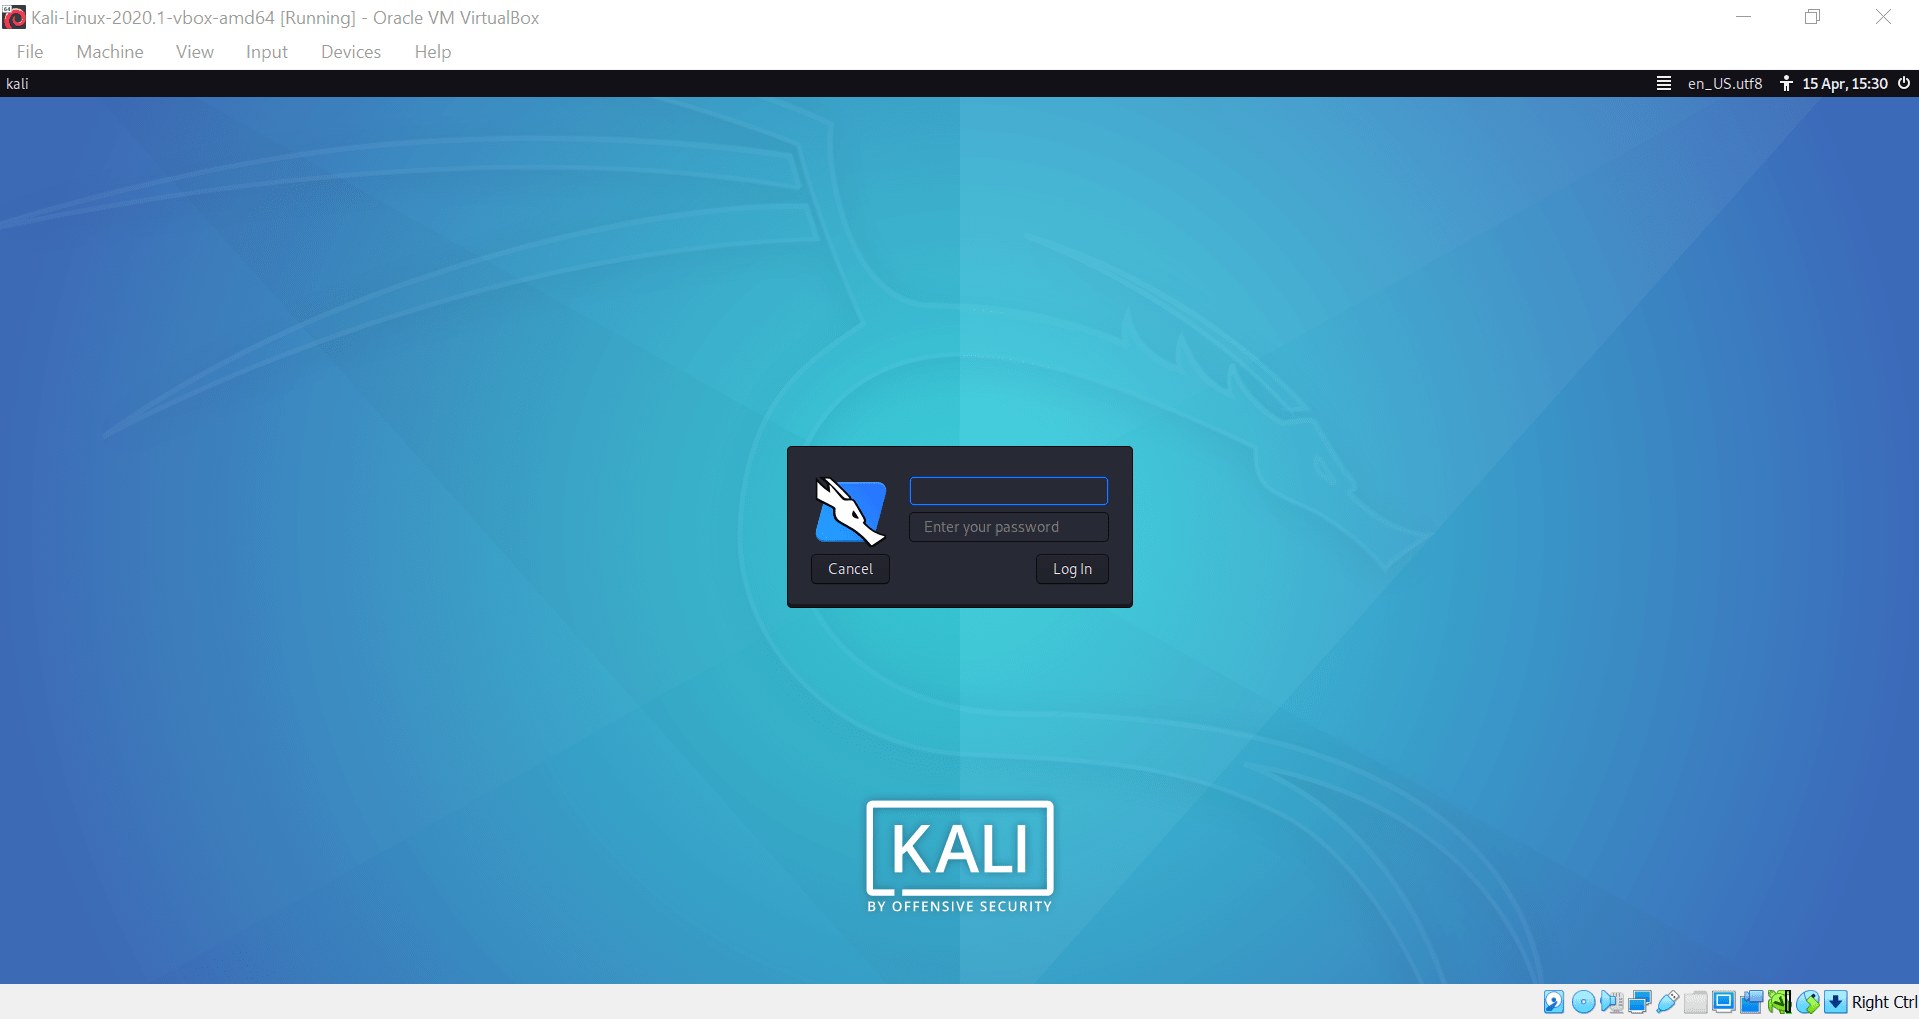 Kali-Linux-2020.1-vbox-amd64 [Running] - Oracle VM VirtualBox
File Machine View Input Devices Help
kali en_US.utf8 15 Apr, 15:30
Enter your password
Cancel Log In
KALI
BY OFFENSIVE SECURITY
Right Ctrl